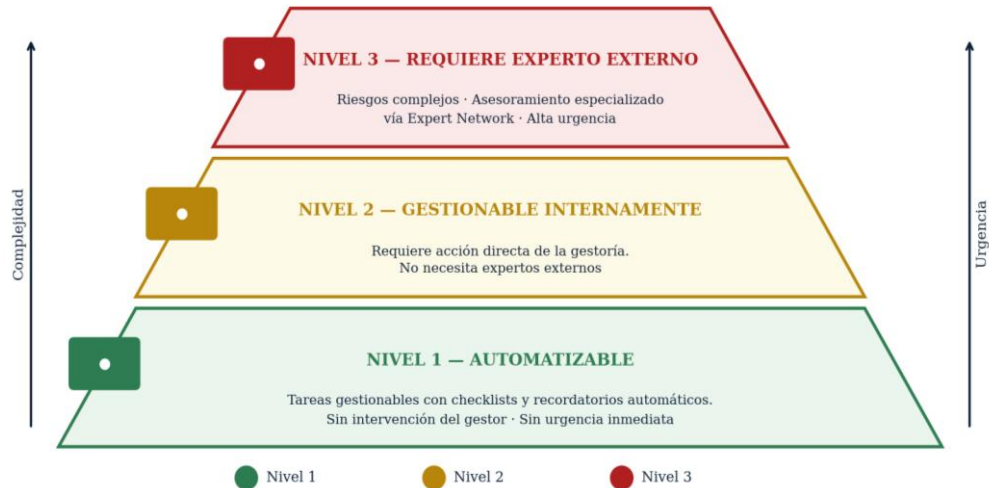 NIVEL 3 — REQUIERE EXPERTO EXTERNO
Riesgos complejos · Asesoramiento especializado
vía Expert Network · Alta urgencia
NIVEL 2 — GESTIONABLE INTERNAMENTE
Requiere acción directa de la gestoría.
No necesita expertos externos
Complejidad
Urgencia
NIVEL 1 — AUTOMATIZABLE
Tareas gestionables con checklists y recordatorios automáticos.
Sin intervención del gestor · Sin urgencia inmediata
Nivel 1
Nivel 2
Nivel 3